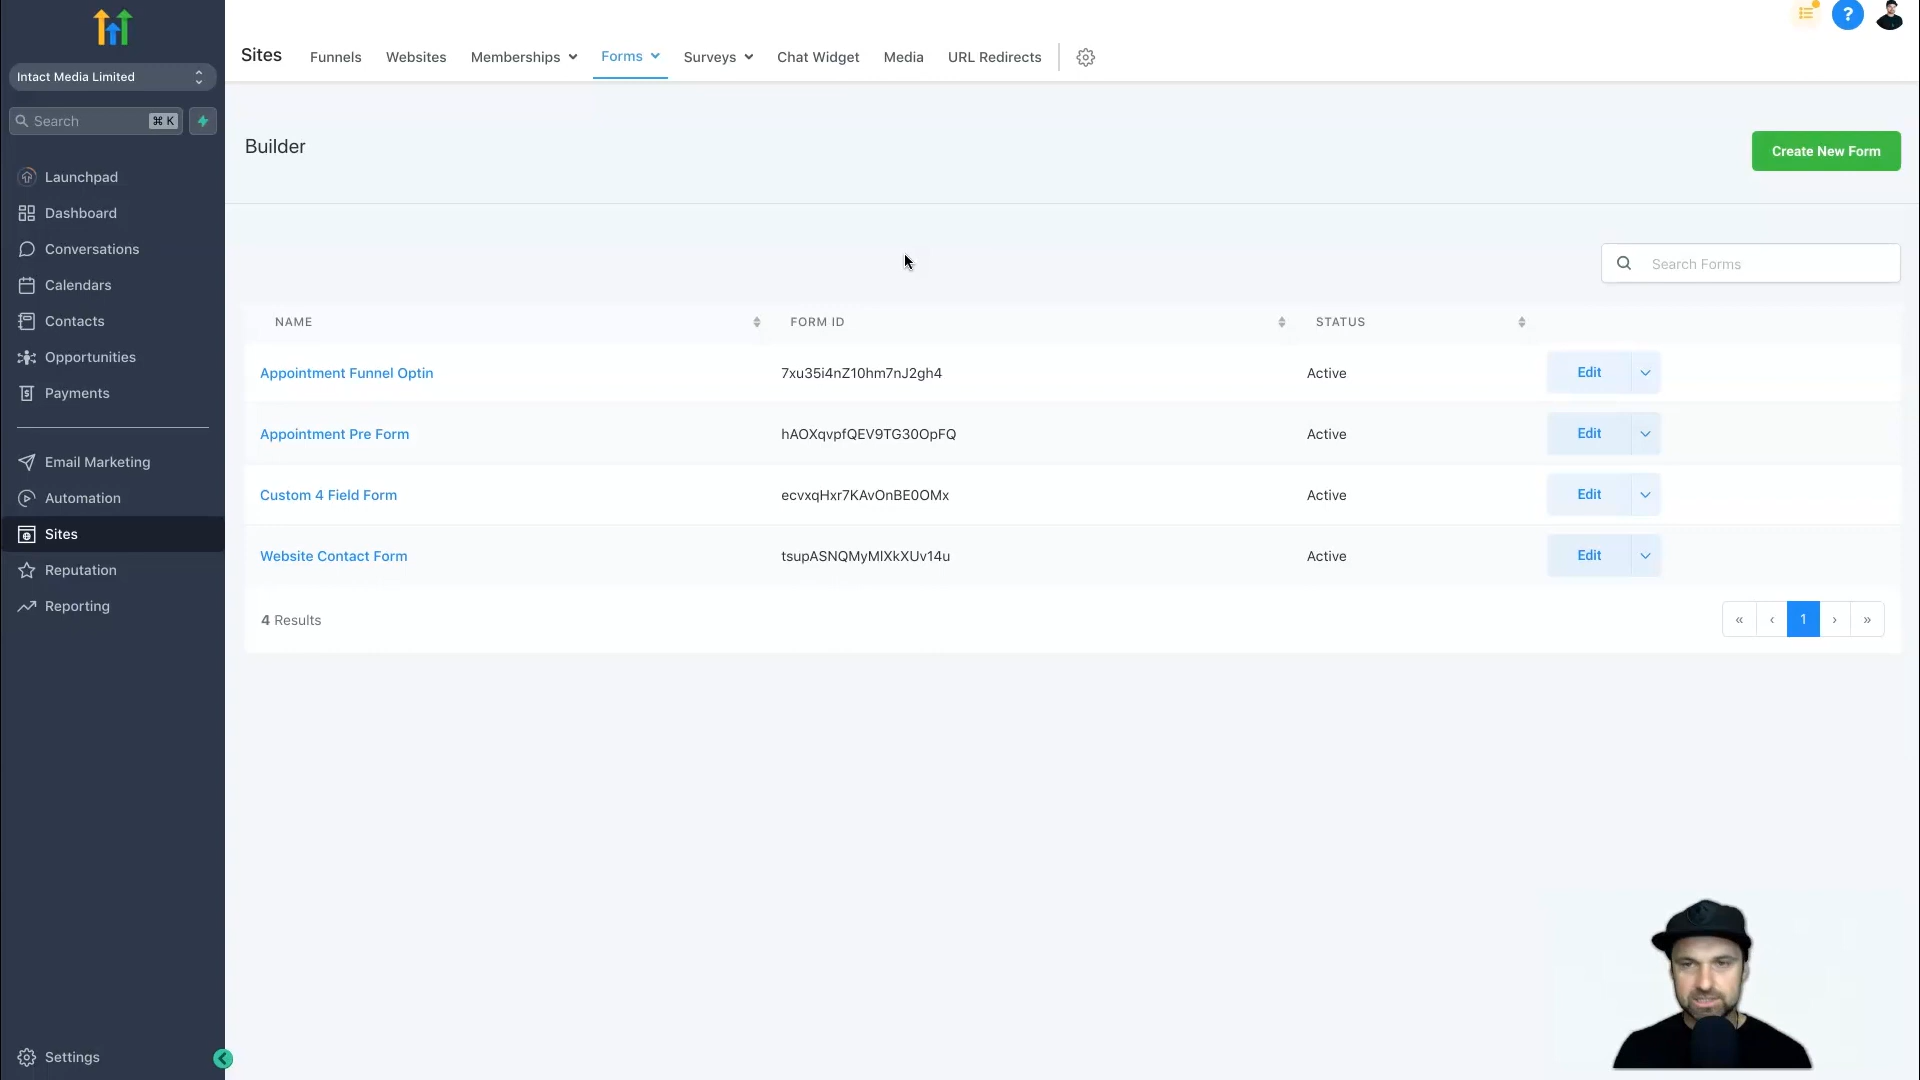 Intact Media Limited
Search ⌘ K
Launchpad
Dashboard
Conversations
Calendars
Contacts
Opportunities
Payments
Email Marketing
Automation
Sites
Reputation
Reporting
Settings
Sites Funnels Websites Memberships Forms Surveys Chat Widget Media URL Redirects
?
Builder
Create New Form
Search Forms
NAME FORM ID STATUS
Appointment Funnel Optin 7xu35i4nZ10hm7nJ2gh4 Active Edit
Appointment Pre Form hAOXqvpfQEV9TG30OpFQ Active Edit
Custom 4 Field Form ecvxqHxr7KAvOnBE0OMx Active Edit
Website Contact Form tsupASNQMyMlXkXUv14u Active Edit
4 Results « ‹ 1 › »